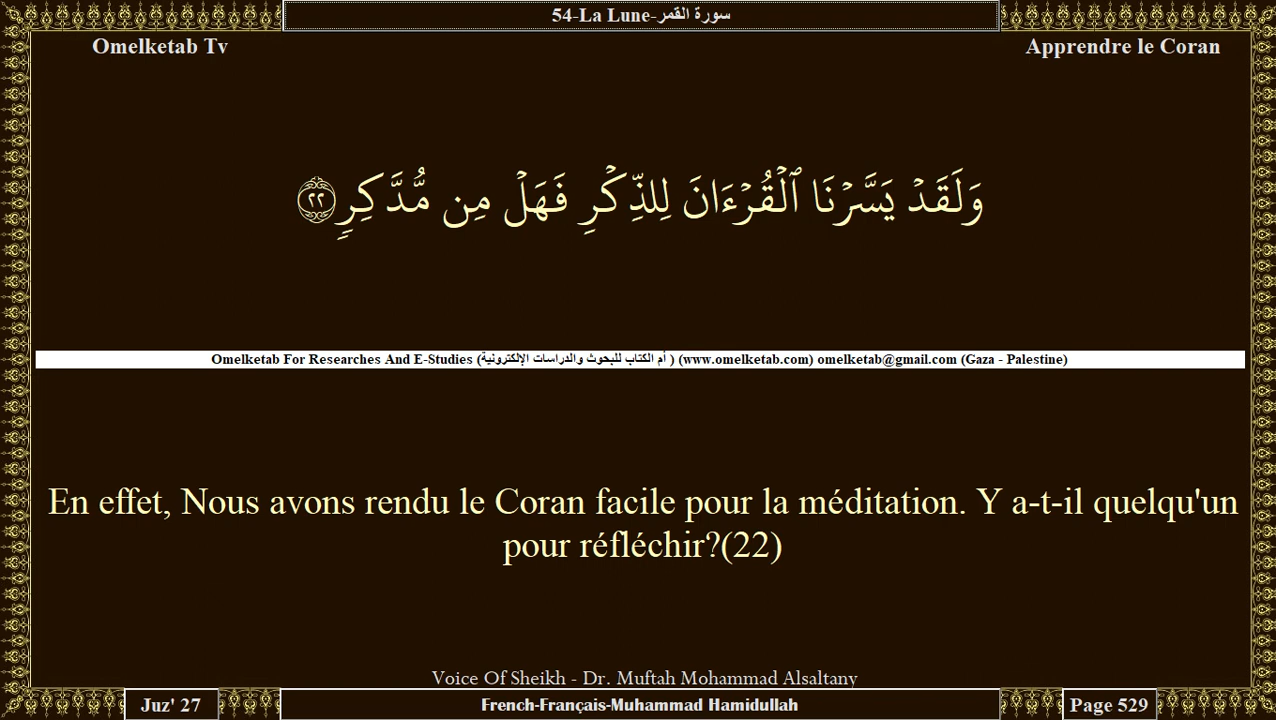 54-La Lune-سورة القمر
Omelketab Tv
Apprendre le Coran
وَلَقَدۡ يَسَّرۡنَا ٱلۡقُرۡءَانَ لِلذِّكۡرِ فَهَلۡ مِن مُّدَّكِرٖ ٢٢
Omelketab For Researches And E-Studies (أم الكتاب للبحوث والدراسات الإلكترونية ) (www.omelketab.com) omelketab@gmail.com (Gaza - Palestine)
En effet, Nous avons rendu le Coran facile pour la méditation. Y a-t-il quelqu'un
pour réfléchir?(22)
Voice Of Sheikh - Dr. Muftah Mohammad Alsaltany
Juz' 27
French-Français-Muhammad Hamidullah
Page 529